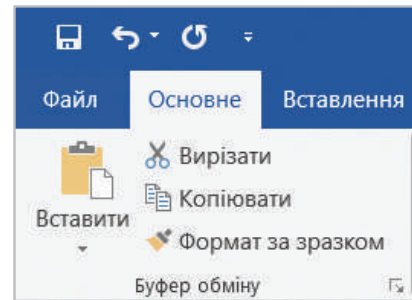 Файл Основне Вставлення
Вирізати
Копіювати
Вставити
Формат за зразком
Буфер обміну